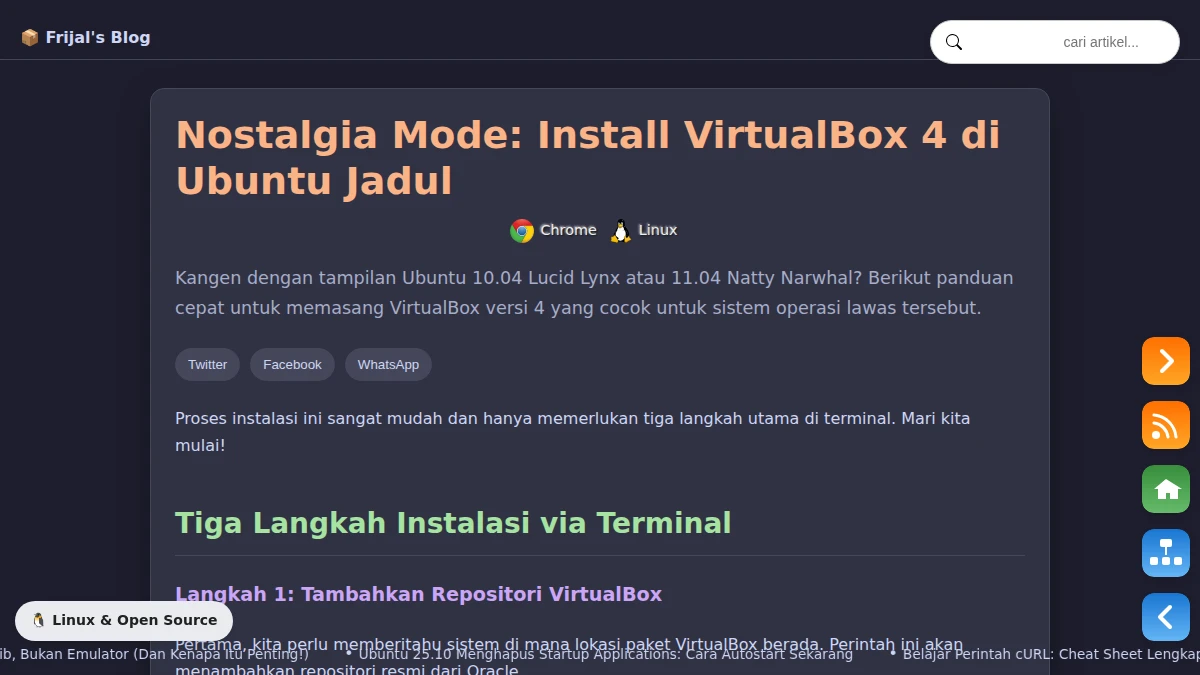 Frijal's Blog
cari artikel...
Nostalgia Mode: Install VirtualBox 4 di
Ubuntu Jadul
Chrome
Linux
Kangen dengan tampilan Ubuntu 10.04 Lucid Lynx atau 11.04 Natty Narwhal? Berikut panduan
cepat untuk memasang VirtualBox versi 4 yang cocok untuk sistem operasi lawas tersebut.
Twitter
Facebook
WhatsApp
Proses instalasi ini sangat mudah dan hanya memerlukan tiga langkah utama di terminal. Mari kita
mulai!
Tiga Langkah Instalasi via Terminal
Langkah 1: Tambahkan Repositori VirtualBox
Linux & Open Source
Pertama, kita perlu memberitahu sistem di mana lokasi paket VirtualBox berada. Perintah ini akan
ib, Bukan Emulator (Dan Kenapa Itu Penting!) • Ubuntu 25.10 Menghapus Startup Applications: Cara Autostart Sekarang • Belajar Perintah cURL: Cheat Sheet Lengkap
menambahkan repositori resmi dari Oracle